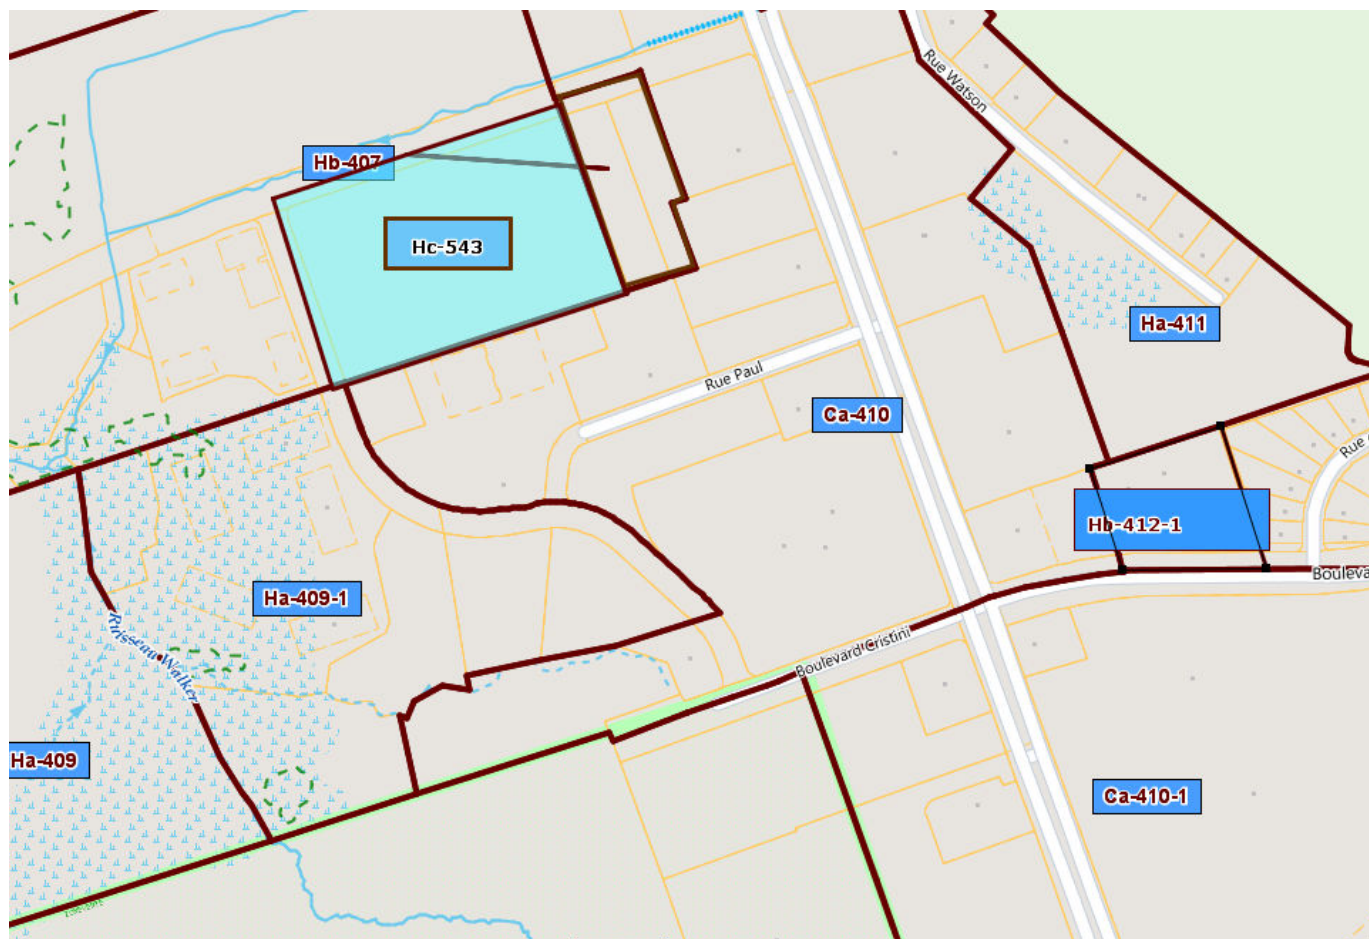 Rue Watson
Hb-407
Hc-543
Ha-411
Rue Paul
Ca-410
Rue
Hb-412-1
Bouleva
Ha-409-1
Ruisseau Walker
Boulevard Cristini
Ha-409
Ca-410-1